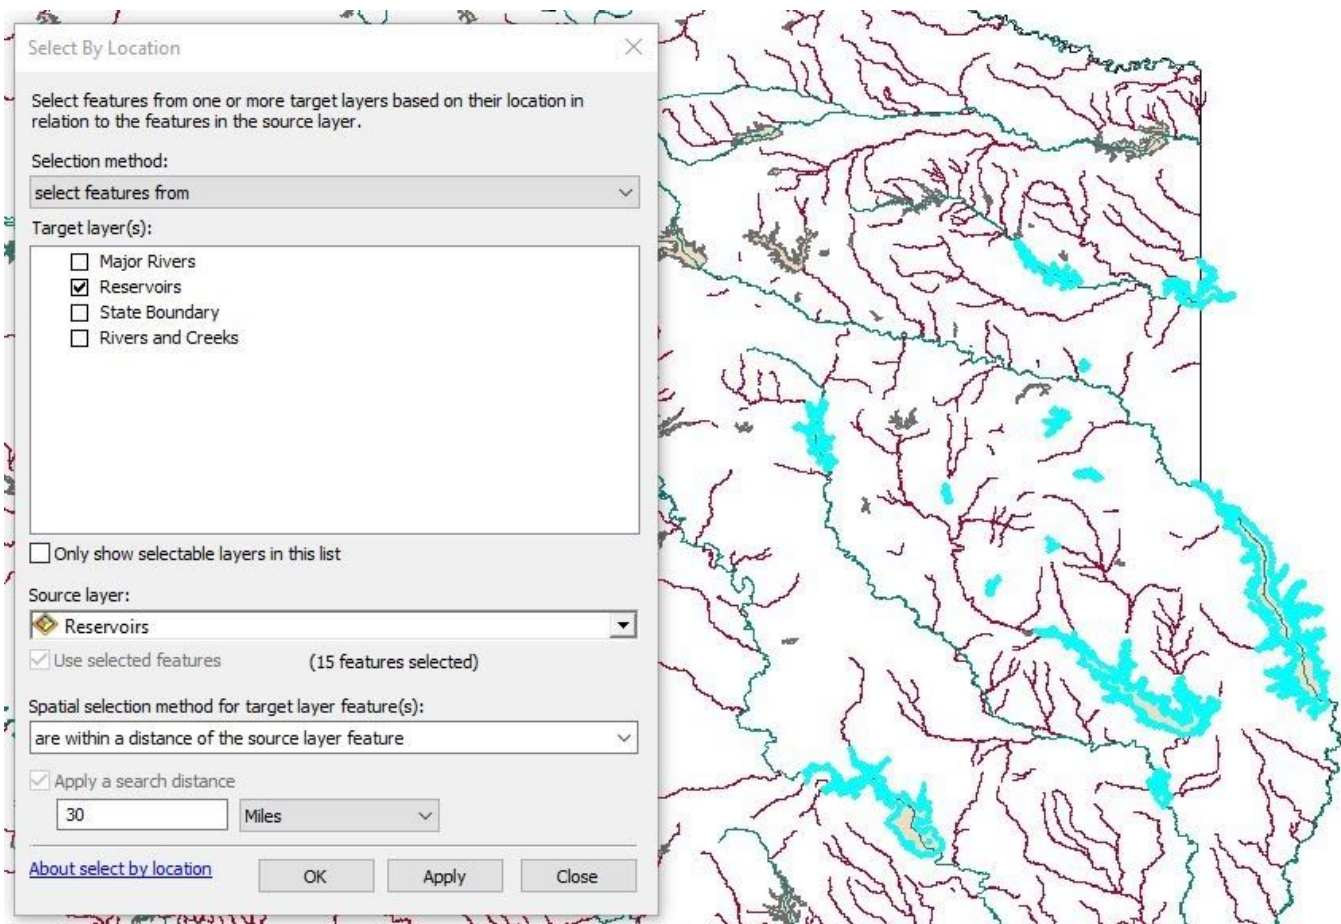 Select By Location
Select features from one or more target layers based on their location in
relation to the features in the source layer.
Selection method:
select features from
Target layer(s):
Major Rivers
Reservoirs
State Boundary
Rivers and Creeks
Only show selectable layers in this list
Source layer:
Reservoirs
Use selected features (15 features selected)
Spatial selection method for target layer feature(s):
are within a distance of the source layer feature
Apply a search distance
30 Miles
About select by location OK Apply Close